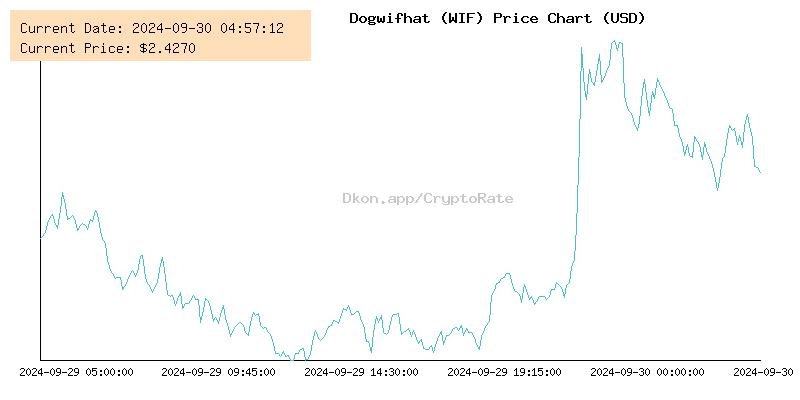 Dogwifhat (WIF) Price Chart (USD)
Current Date: 2024-09-30 04:57:12
Current Price: $2.4270
Dkon.app/CryptoRate
2024-09-29 05:00:00 2024-09-29 09:45:00 2024-09-29 14:30:00 2024-09-29 19:15:00 2024-09-30 00:00:00 2024-09-30